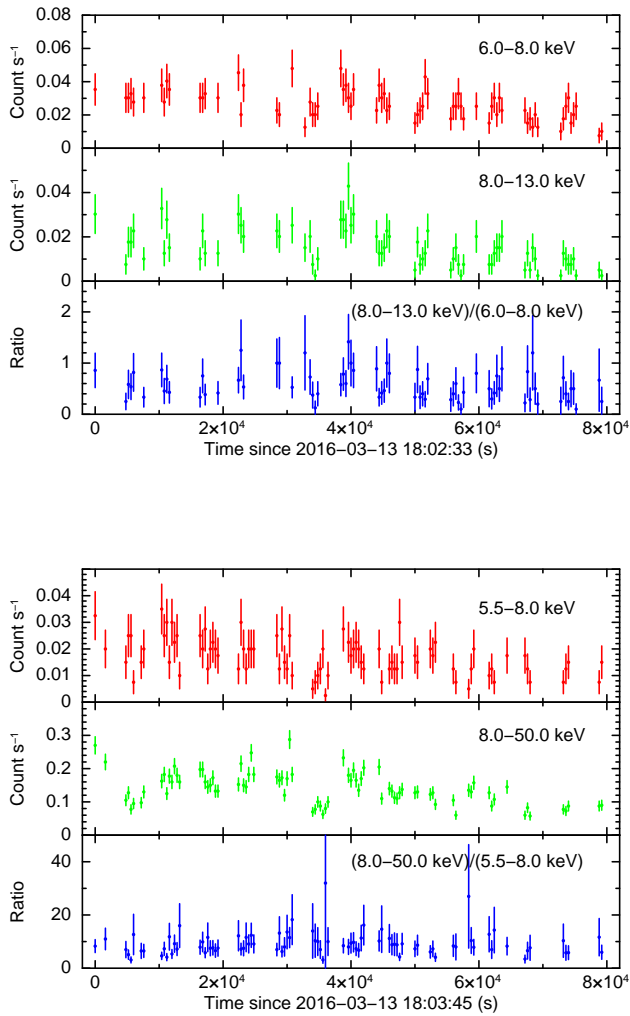 0.08
6.0−8.0 keV
0.06
Count s⁻¹
0.04
0.02
0
8.0−13.0 keV
0.04
Count s⁻¹
0.02
0
(8.0−13.0 keV)/(6.0−8.0 keV)
2
Ratio
1
0
0 2×10⁴ 4×10⁴ 6×10⁴ 8×10⁴
Time since 2016−03−13 18:02:33 (s)
0.04
5.5−8.0 keV
0.03
Count s⁻¹
0.02
0.01
0
8.0−50.0 keV
0.3
Count s⁻¹
0.2
0.1
0
(8.0−50.0 keV)/(5.5−8.0 keV)
40
Ratio
20
0
0 2×10⁴ 4×10⁴ 6×10⁴ 8×10⁴
Time since 2016−03−13 18:03:45 (s)